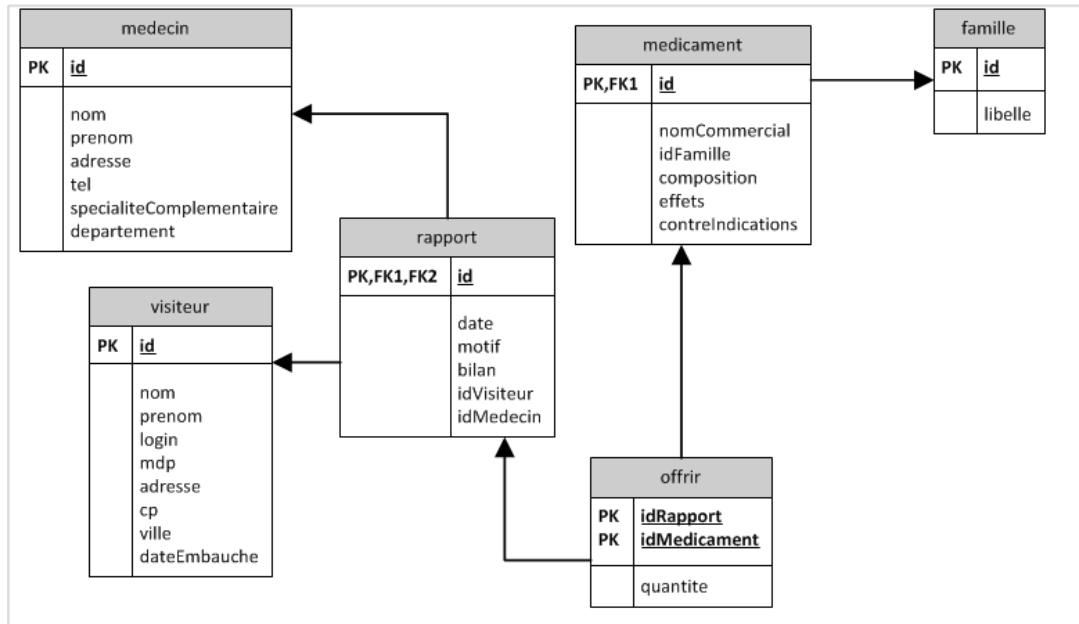 medecin
PK id
nom
prenom
adresse
tel
specialiteComplementaire
departement
medicament
PK,FK1 id
nomCommercial
idFamille
composition
effets
contreIndications
famille
PK id
libelle
rapport
PK,FK1,FK2 id
date
motif
bilan
idVisiteur
idMedecin
visiteur
PK id
nom
prenom
login
mdp
adresse
cp
ville
dateEmbauche
offrir
PK idRapport
PK idMedicament
quantite